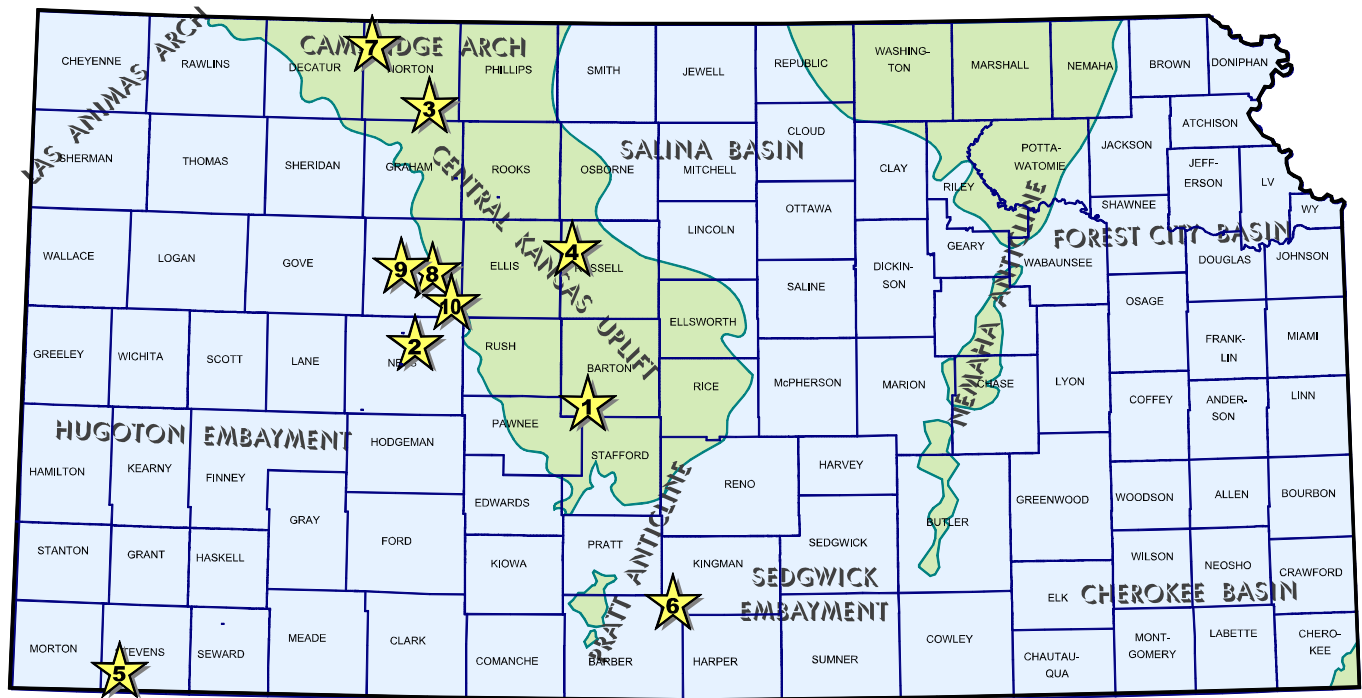 CHEYENNE
RAWLINS
DECATUR
NORTON
PHILLIPS
SMITH
JEWELL
REPUBLIC
WASHING-
TON
MARSHALL
NEMAHA
BROWN
DONIPHAN
LAS ANIMAS ARCH
CAMBRIDGE ARCH
7
3
SHERMAN
THOMAS
SHERIDAN
GRAHAM
ROOKS
OSBORNE
MITCHELL
SALINA BASIN
CLOUD
CLAY
RILEY
POTTA-
WATOMIE
JACKSON
ATCHISON
JEFF-
ERSON
LV
WY
CENTRAL KANSAS UPLIFT
OTTAWA
SHAWNEE
WALLACE
LOGAN
GOVE
9
8
10
ELLIS
4
RUSSELL
LINCOLN
SALINE
DICKIN-
SON
GEARY
WABAUNSEE
FOREST CITY BASIN
DOUGLAS
JOHNSON
NEMAHA ANTICLINE
OSAGE
GREELEY
WICHITA
SCOTT
LANE
2
RUSH
BARTON
ELLSWORTH
RICE
McPHERSON
MARION
CHASE
LYON
FRANK-
LIN
MIAMI
COFFEY
ANDER-
SON
LINN
1
PAWNEE
STAFFORD
HUGOTON EMBAYMENT
HODGEMAN
HAMILTON
KEARNY
FINNEY
GRAY
FORD
EDWARDS
RENO
HARVEY
BUTLER
GREENWOOD
WOODSON
ALLEN
BOURBON
PRATT ANTICLINE
STANTON
GRANT
HASKELL
KIOWA
PRATT
KINGMAN
SEDGWICK
SEDGWICK
EMBAYMENT
6
ELK
WILSON
NEOSHO
CRAWFORD
CHEROKEE BASIN
MORTON
STEVENS
5
SEWARD
MEADE
CLARK
COMANCHE
BARBER
HARPER
SUMNER
COWLEY
CHAUTAU-
QUA
MONT-
GOMERY
LABETTE
CHERO-
KEE